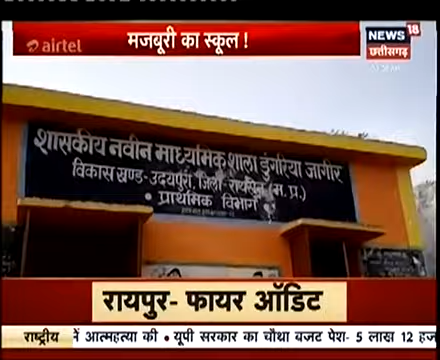 airtel
मजबूरी का स्कूल !
NEWS 18
छत्तीसगढ़
शासकीय नवीन माध्यमिक शाला डुंगरिया जागीर
विकास खण्ड-उदयपुरा, जिला-रायसेन (म.प्र.)
• प्राथमिक विभाग
रायपुर- फायर ऑडिट
राष्ट्रीय में आत्महत्या की • यूपी सरकार का चौथा बजट पेश- 5 लाख 12 हज